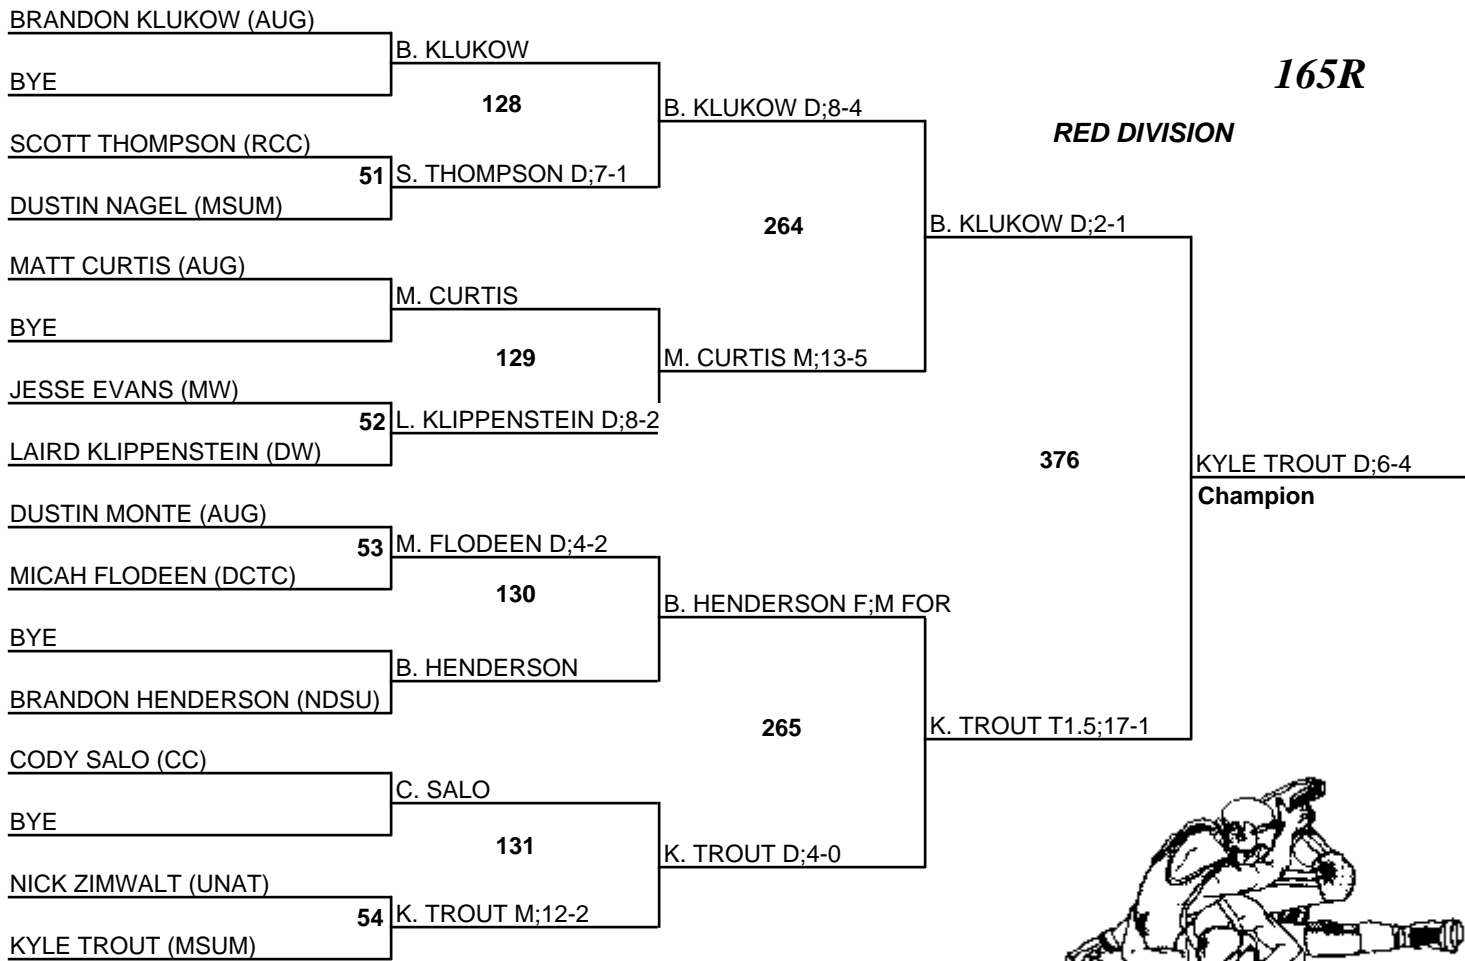 BRANDON KLUKOW (AUG)
B. KLUKOW
165R
BYE
128
B. KLUKOW D;8-4
RED DIVISION
SCOTT THOMPSON (RCC)
51 S. THOMPSON D;7-1
DUSTIN NAGEL (MSUM)
264
B. KLUKOW D;2-1
MATT CURTIS (AUG)
M. CURTIS
BYE
129
M. CURTIS M;13-5
JESSE EVANS (MW)
52 L. KLIPPENSTEIN D;8-2
LAIRD KLIPPENSTEIN (DW)
376
KYLE TROUT D;6-4
Champion
DUSTIN MONTE (AUG)
53 M. FLODEEN D;4-2
MICAH FLODEEN (DCTC)
130
B. HENDERSON F;M FOR
BYE
B. HENDERSON
BRANDON HENDERSON (NDSU)
265
K. TROUT T1.5;17-1
CODY SALO (CC)
C. SALO
BYE
131
K. TROUT D;4-0
NICK ZIMWALT (UNAT)
54 K. TROUT M;12-2
KYLE TROUT (MSUM)